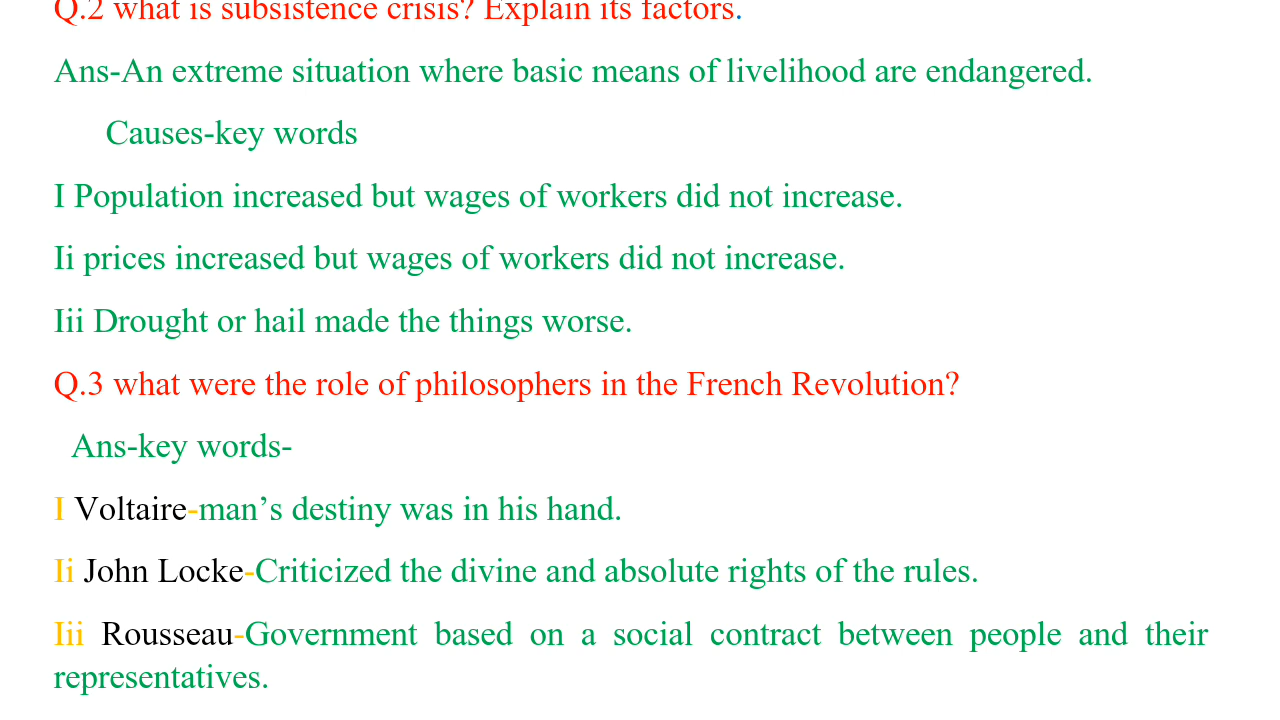 Q.2 what is subsistence crisis? Explain its factors.
Ans-An extreme situation where basic means of livelihood are endangered.
Causes-key words
I Population increased but wages of workers did not increase.
Ii prices increased but wages of workers did not increase.
Iii Drought or hail made the things worse.
Q.3 what were the role of philosophers in the French Revolution?
Ans-key words-
I Voltaire-man’s destiny was in his hand.
Ii John Locke-Criticized the divine and absolute rights of the rules.
Iii Rousseau-Government based on a social contract between people and their
representatives.